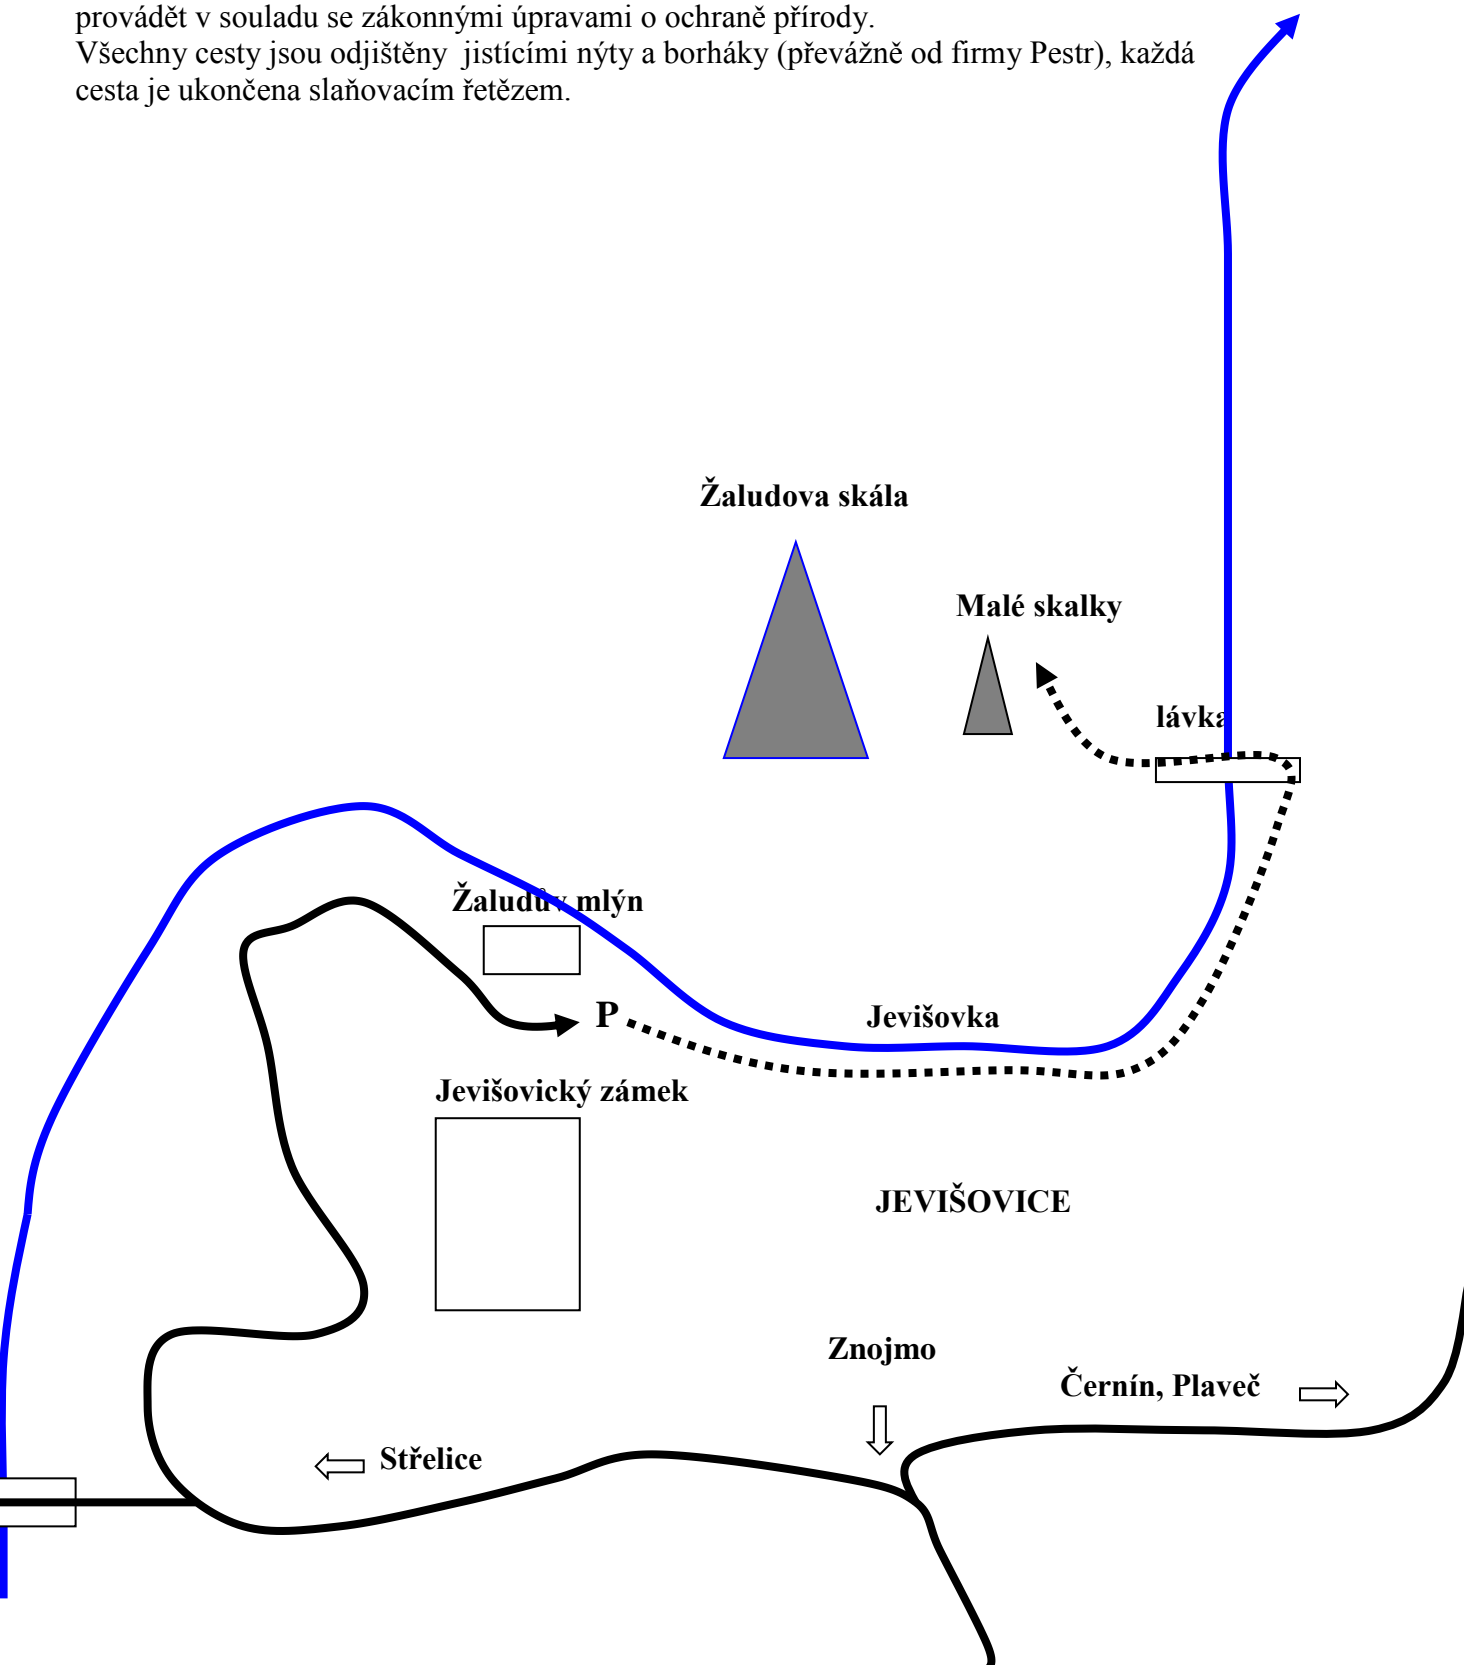 provádět v souladu se zákonnými úpravami o ochraně přírody.
Všechny cesty jsou odjištěny  jistícími nýty a borháky (převážně od firmy Pestr), každá
cesta je ukončena slaňovacím řetězem.
Žaludova skála
Malé skalky
lávka
Žaludův mlýn
P
Jevišovka
Jevišovický zámek
JEVIŠOVICE
Znojmo
Černín, Plaveč
Střelice